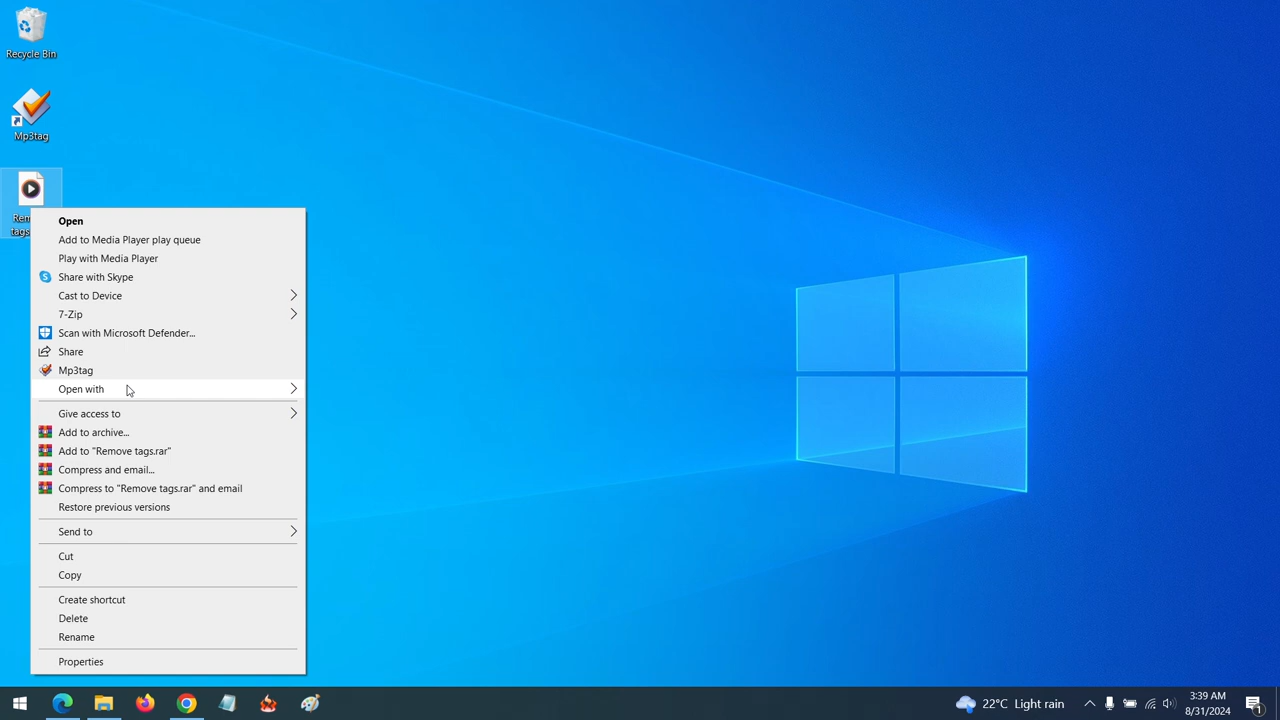 Recycle Bin
Mp3tag
Open
Add to Media Player play queue
Play with Media Player
Share with Skype
Cast to Device
7-Zip
Scan with Microsoft Defender...
Share
Mp3tag
Open with
Give access to
Add to archive...
Add to "Remove tags.rar"
Compress and email...
Compress to "Remove tags.rar" and email
Restore previous versions
Send to
Cut
Copy
Create shortcut
Delete
Rename
Properties
22°C Light rain
3:39 AM
8/31/2024
1